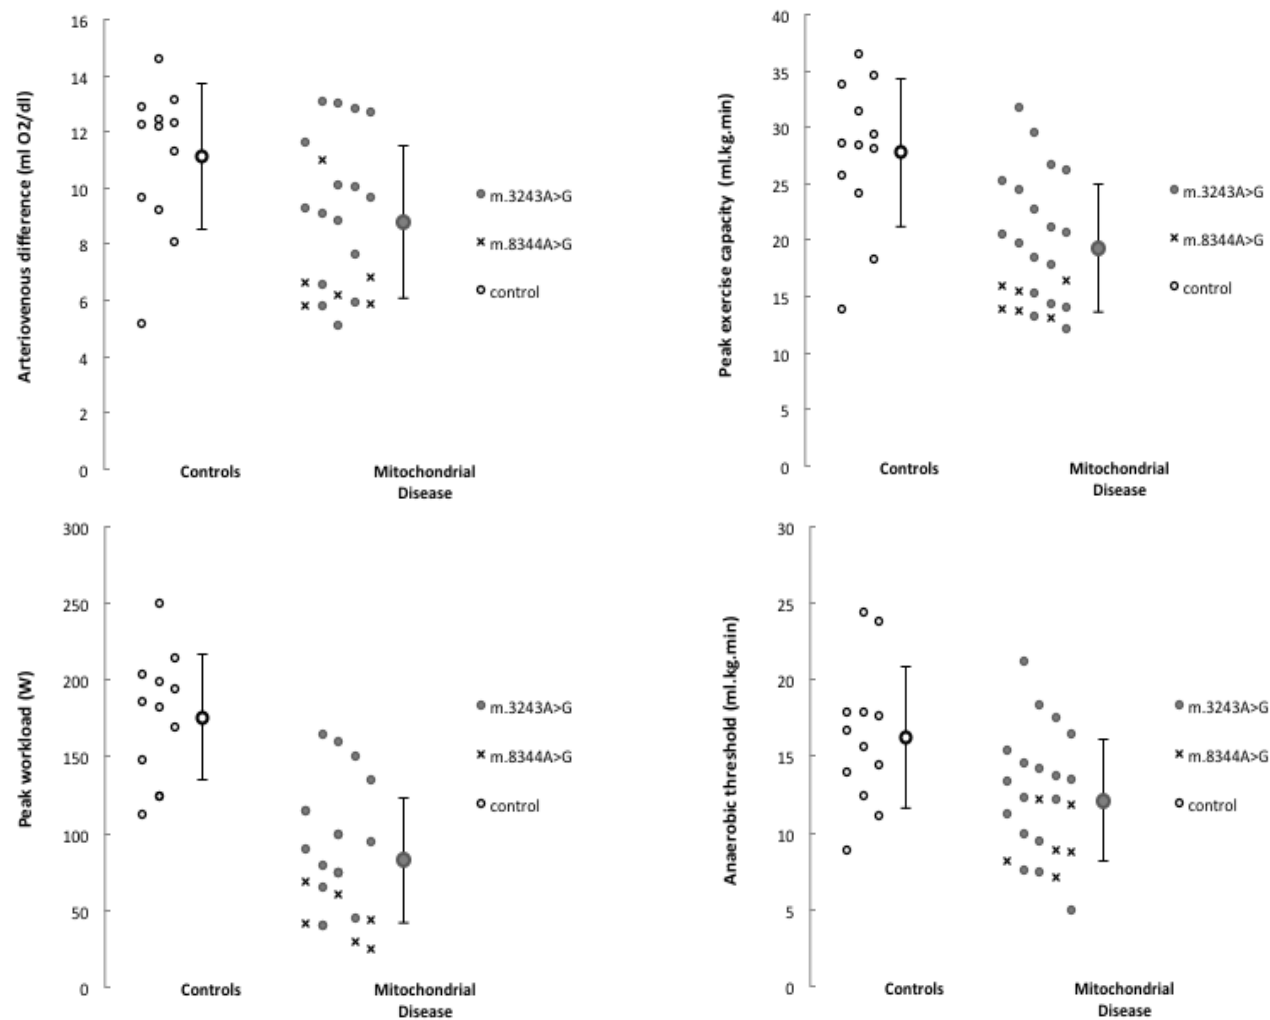 Arteriovenous difference (ml O2/dl)
16
14
12
10
8
6
4
2
0
Controls
Mitochondrial
Disease
m.3243A>G
m.8344A>G
control
Peak exercise capacity (ml.kg.min)
40
35
30
25
20
15
10
5
0
Controls
Mitochondrial
Disease
m.3243A>G
m.8344A>G
control
Peak workload (W)
300
250
200
150
100
50
0
Controls
Mitochondrial
Disease
m.3243A>G
m.8344A>G
control
Anaerobic threshold (ml.kg.min)
30
25
20
15
10
5
0
Controls
Mitochondrial
Disease
m.3243A>G
m.8344A>G
control